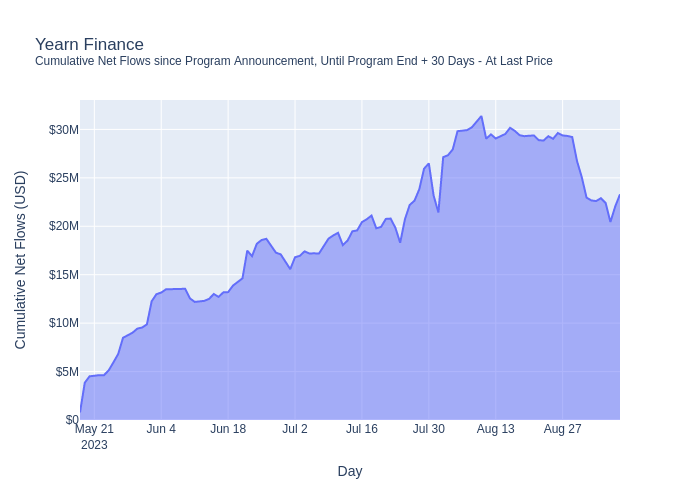 Yearn Finance
Cumulative Net Flows since Program Announcement, Until Program End + 30 Days - At Last Price
Cumulative Net Flows (USD)
$30M
$25M
$20M
$15M
$10M
$5M
$0
May 21
2023
Jun 4
Jun 18
Jul 2
Jul 16
Jul 30
Aug 13
Aug 27
Day